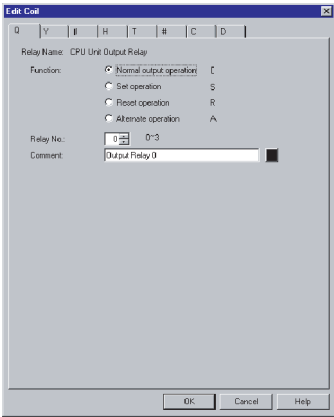 Edit Coil
Q Y H T # C D
Relay Name: CPU Unit Output Relay
Function: Normal output operation [
Set operation S
Reset operation R
Alternate operation A
Relay No.: 0 0~3
Comment: Output Relay 0
OK Cancel Help